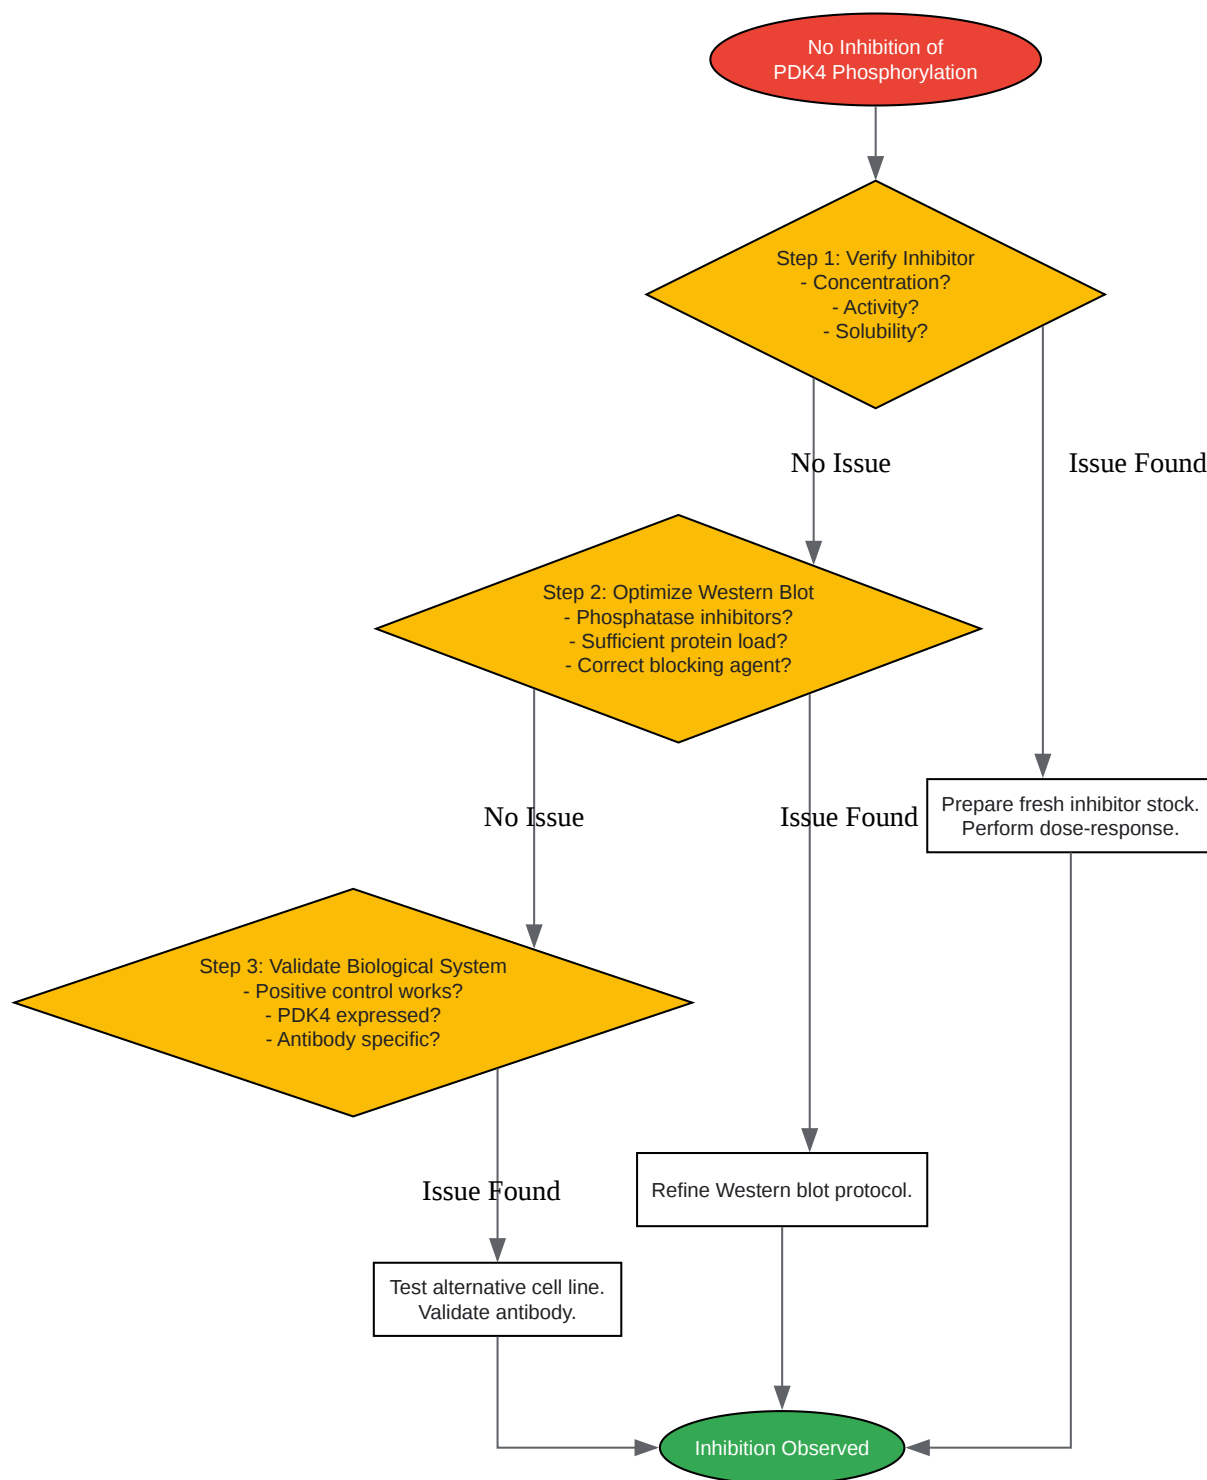 No Inhibition of
PDK4 Phosphorylation
Step 1: Verify Inhibitor
- Concentration?
- Activity?
- Solubility?
No Issue
Issue Found
Step 2: Optimize Western Blot
- Phosphatase inhibitors?
- Sufficient protein load?
- Correct blocking agent?
No Issue
Issue Found
Prepare fresh inhibitor stock.
Perform dose-response.
Step 3: Validate Biological System
- Positive control works?
- PDK4 expressed?
- Antibody specific?
Issue Found
Refine Western blot protocol.
Test alternative cell line.
Validate antibody.
Inhibition Observed